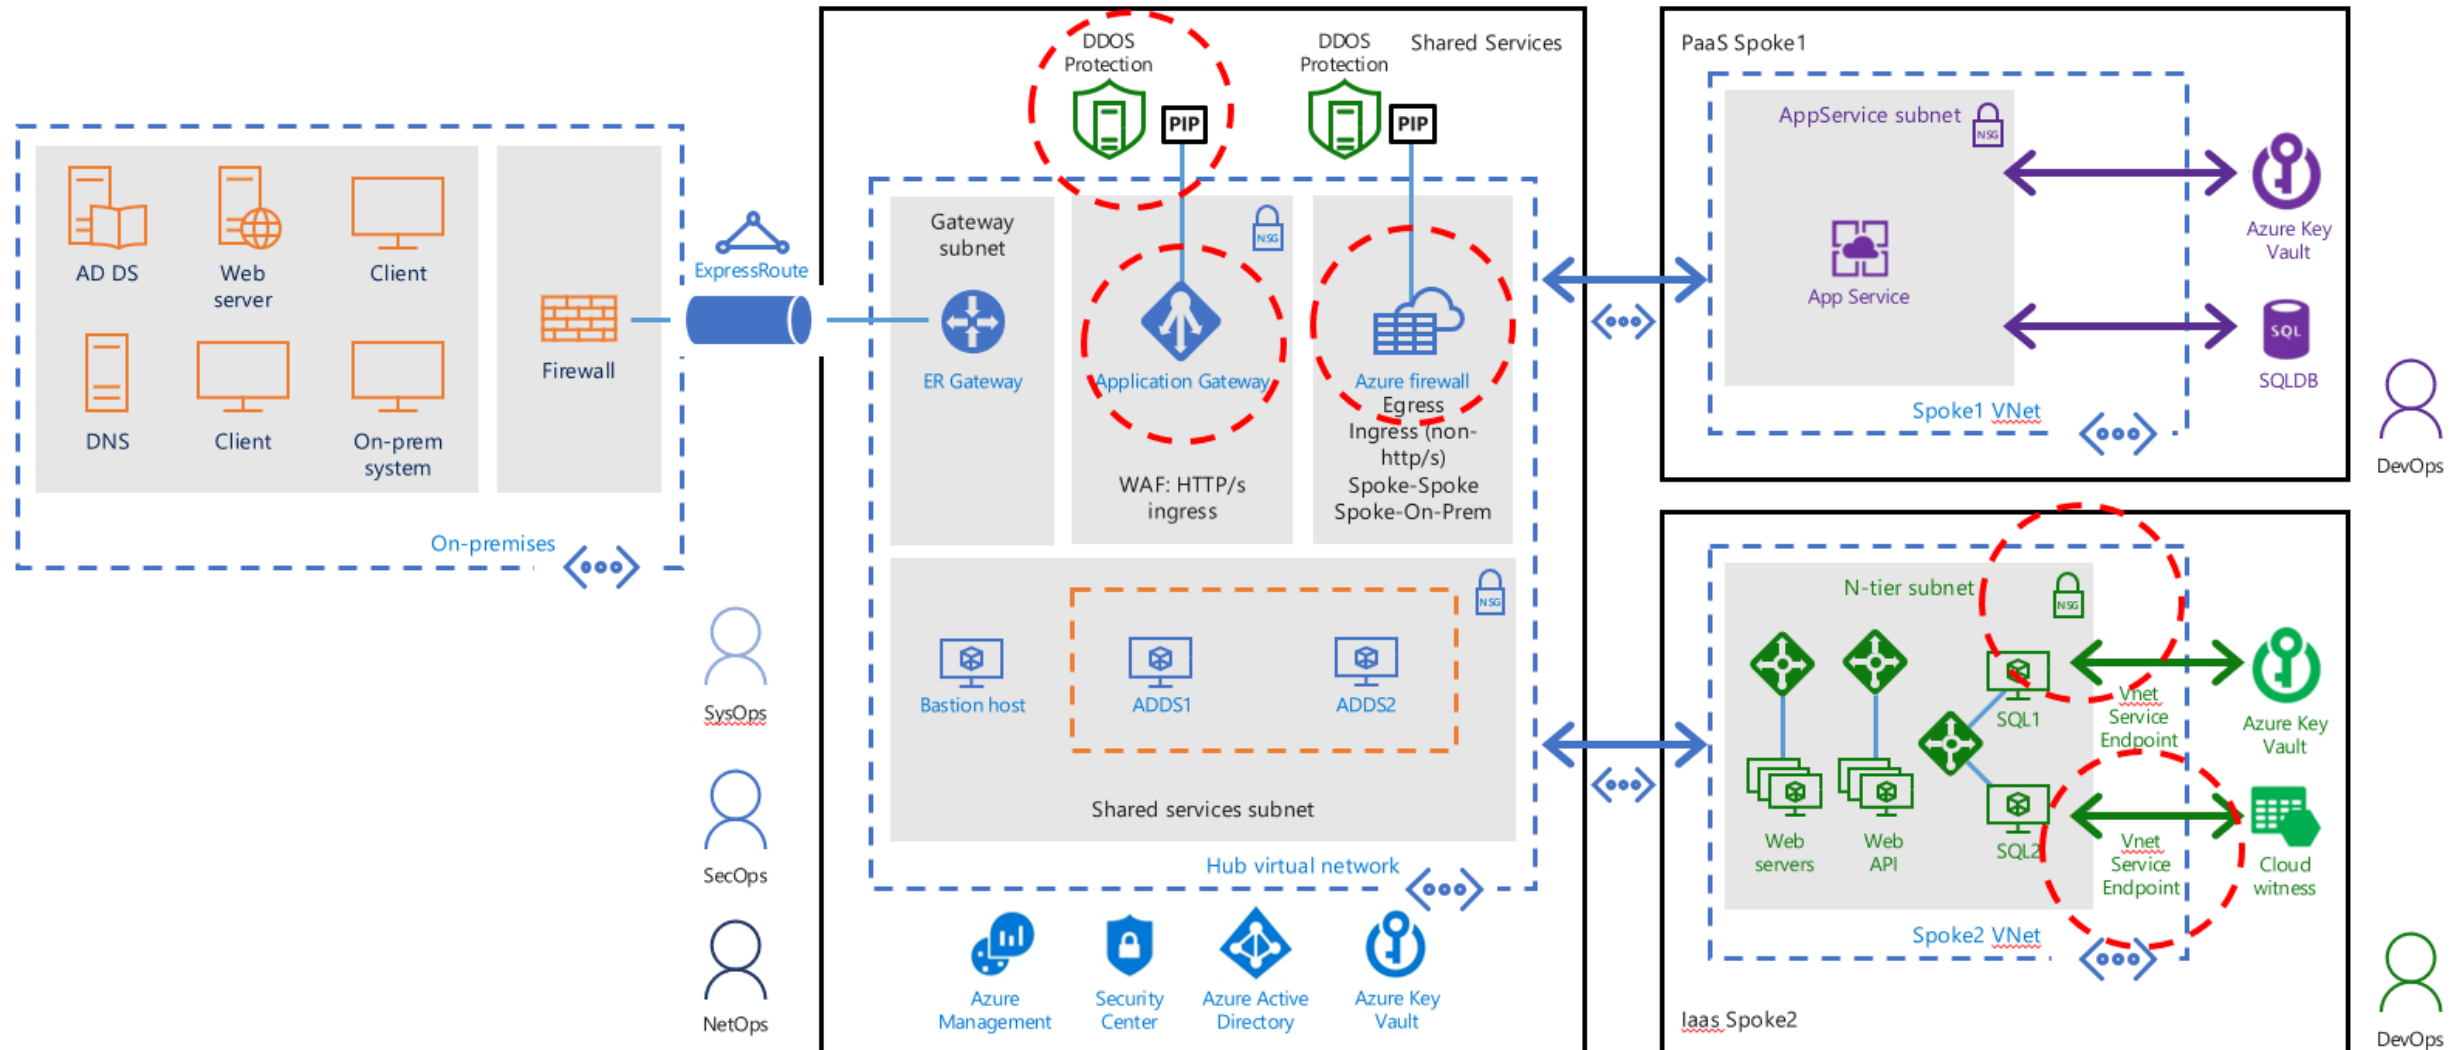 AD DS
Web
server
Client
DNS
Client
On-prem
system
Firewall
On-premises
ExpressRoute
SysOps
SecOps
NetOps
Shared Services
DDOS
Protection
PIP
DDOS
Protection
PIP
Gateway
subnet
ER Gateway
NSG
Application Gateway
WAF: HTTP/s
ingress
Azure firewall
Egress
Ingress (non-
http/s)
Spoke-Spoke
Spoke-On-Prem
NSG
Bastion host
ADDS1
ADDS2
Shared services subnet
Hub virtual network
Azure
Management
Security
Center
Azure Active
Directory
Azure Key
Vault
PaaS Spoke1
AppService subnet
NSG
App Service
Spoke1 VNet
Azure Key
Vault
SQL
SQLDB
DevOps
N-tier subnet
NSG
Web
servers
Web
API
SQL1
SQL2
Vnet
Service
Endpoint
Vnet
Service
Endpoint
Azure Key
Vault
Cloud
witness
Spoke2 VNet
Iaas Spoke2
DevOps